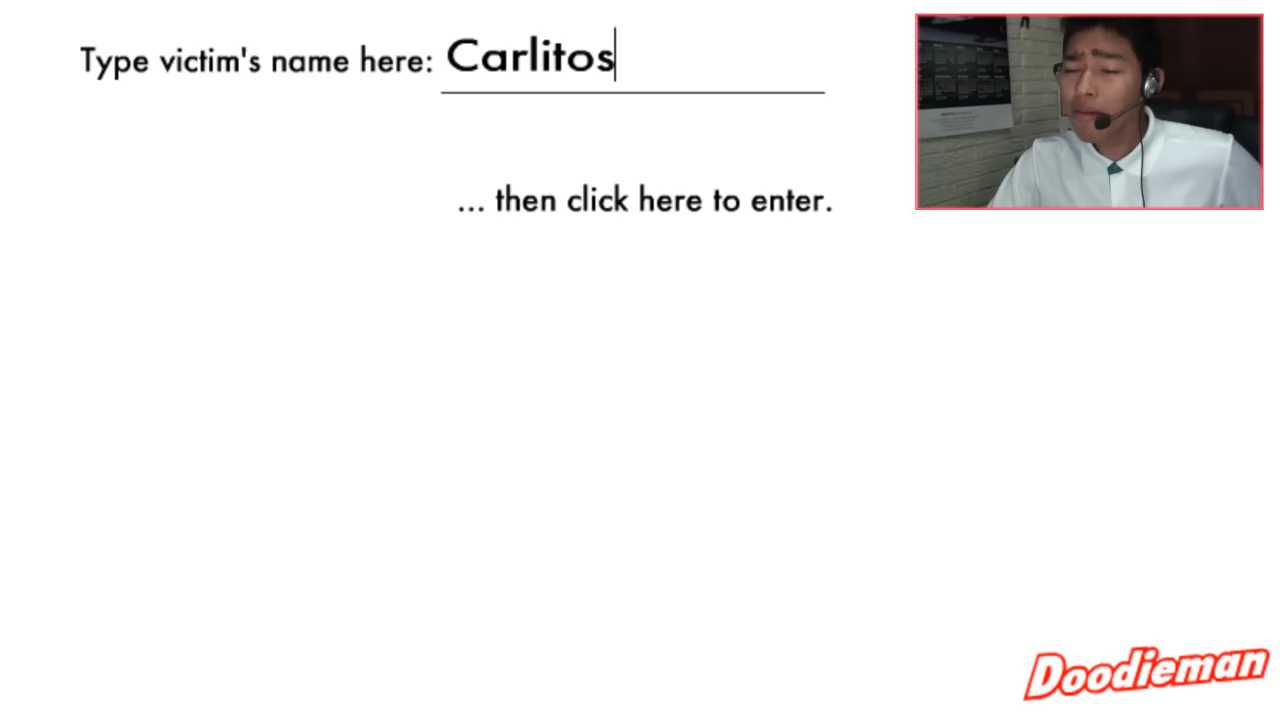 Type victim's name here: Carlitos
... then click here to enter.
Doodieman